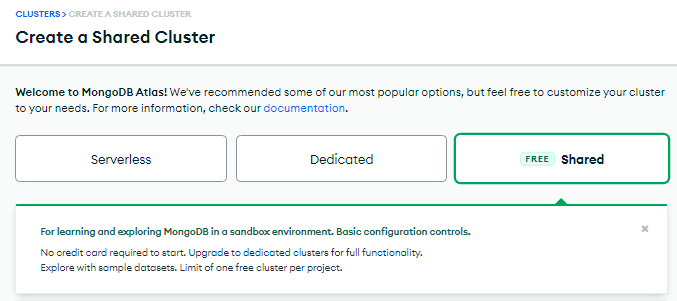 CLUSTERS > CREATE A SHARED CLUSTER
Create a Shared Cluster
Welcome to MongoDB Atlas! We've recommended some of our most popular options, but feel free to customize your cluster
to your needs. For more information, check our documentation.
Serverless
Dedicated
FREE Shared
For learning and exploring MongoDB in a sandbox environment. Basic configuration controls.
No credit card required to start. Upgrade to dedicated clusters for full functionality.
Explore with sample datasets. Limit of one free cluster per project.